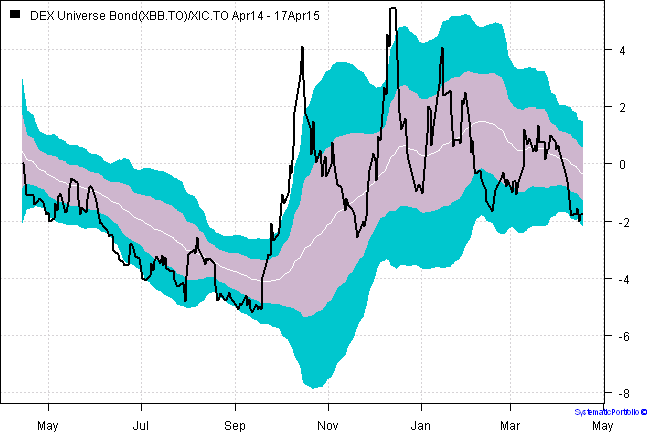 DEX Universe Bond(XBB.TO)/XIC.TO Apr14 - 17Apr15
4
2
0
-2
-4
-6
-8
SystematicPortfolio ©
May Jul Sep Nov Jan Mar May